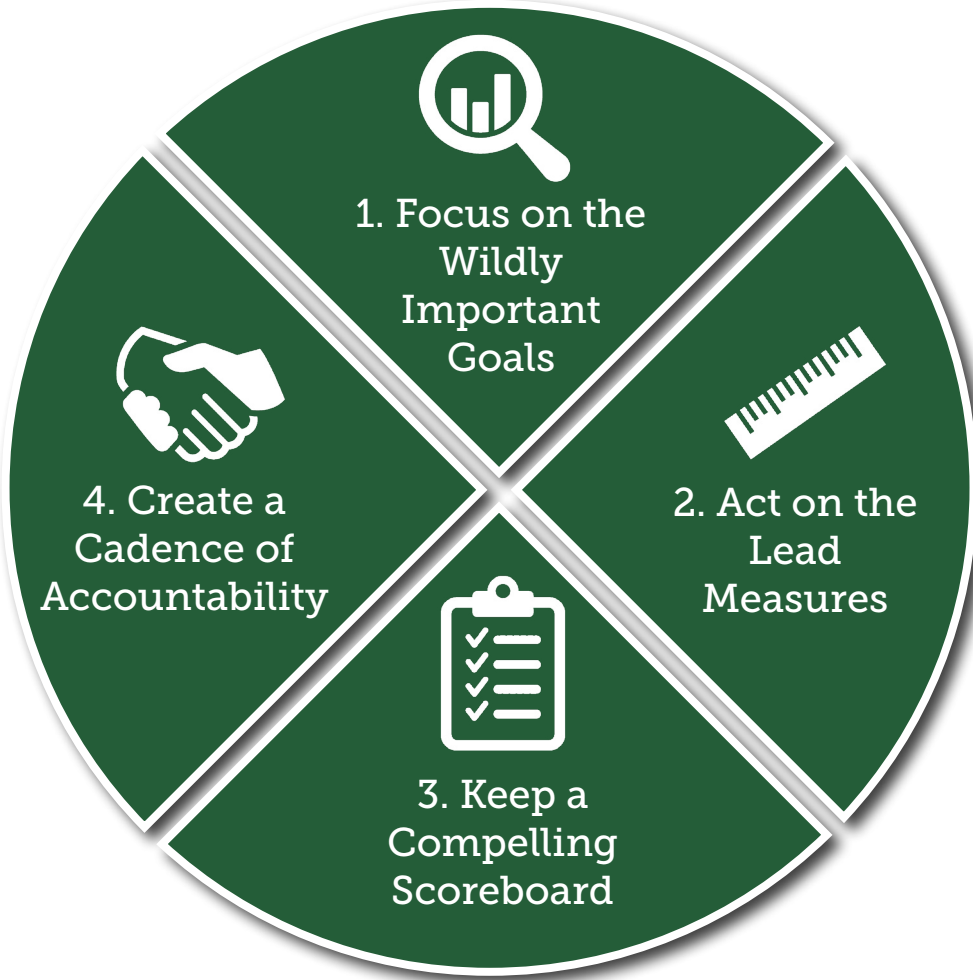 1. Focus on the
Wildly
Important
Goals
2. Act on the
Lead
Measures
3. Keep a
Compelling
Scoreboard
4. Create a
Cadence of
Accountability